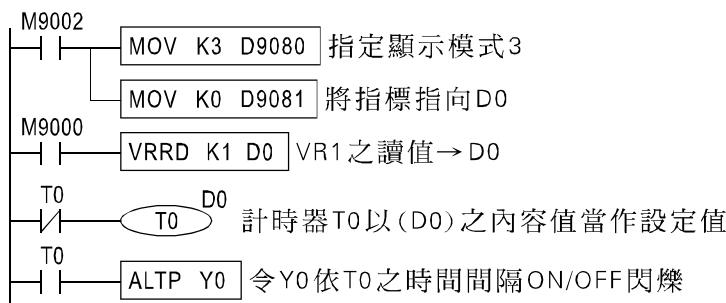 M9002
MOV K3 D9080 指定顯示模式3
MOV K0 D9081 將指標指向D0
M9000
VRRD K1 D0 VR1之讀值→D0
T0 D0
T0 計時器T0以(D0)之內容值當作設定值
T0
ALTP Y0 令Y0依T0之時間間隔ON/OFF閃爍